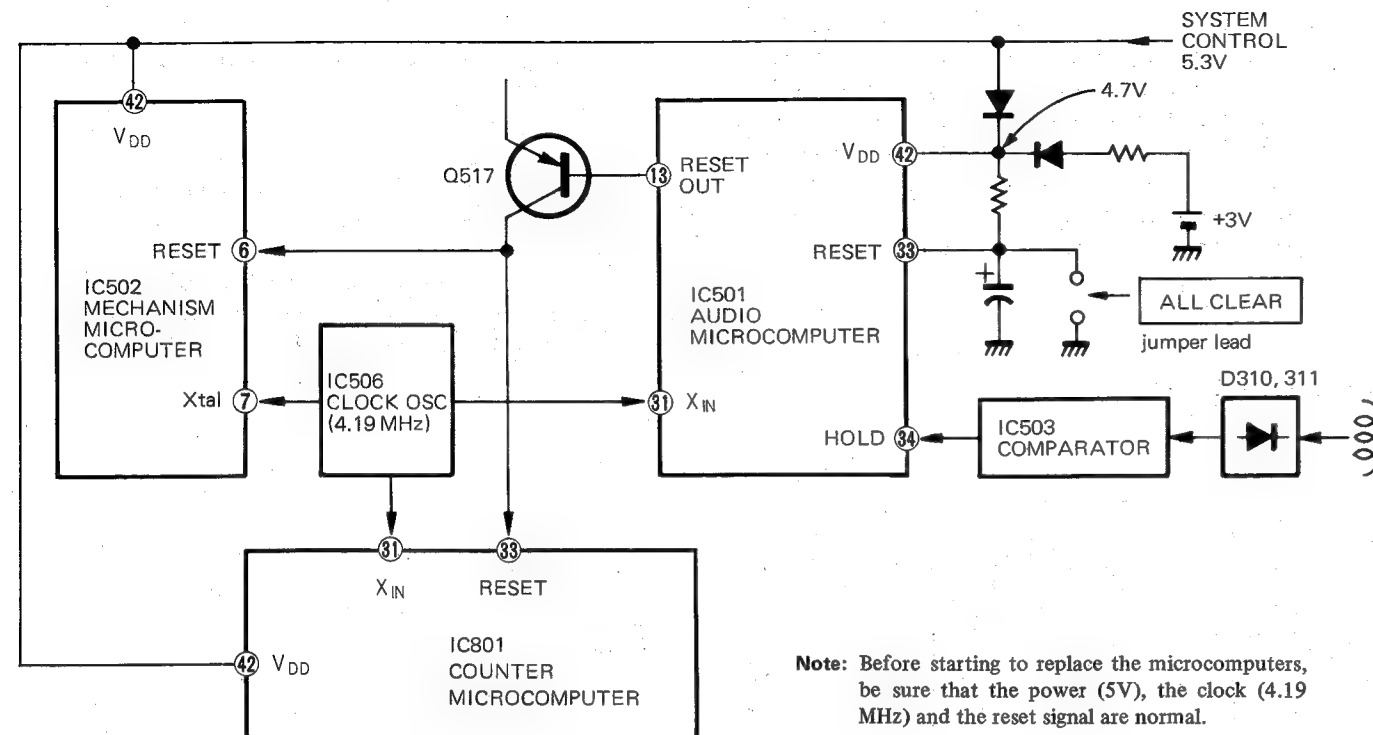 SYSTEM
CONTROL
5.3V
4.7V
42
VDD
VDD 42
Q517
13 RESET
OUT
+3V
RESET 6
RESET 33
IC502
MECHANISM
MICRO-
COMPUTER
IC501
AUDIO
MICROCOMPUTER
ALL CLEAR
jumper lead
IC506
CLOCK OSC
(4.19 MHz)
D310, 311
Xtal 7
31 XIN
HOLD 34
IC503
COMPARATOR
31
33
XIN
RESET
IC801
COUNTER
MICROCOMPUTER
42 VDD
Note: Before starting to replace the microcomputers,
be sure that the power (5V), the clock (4.19
MHz) and the reset signal are normal.